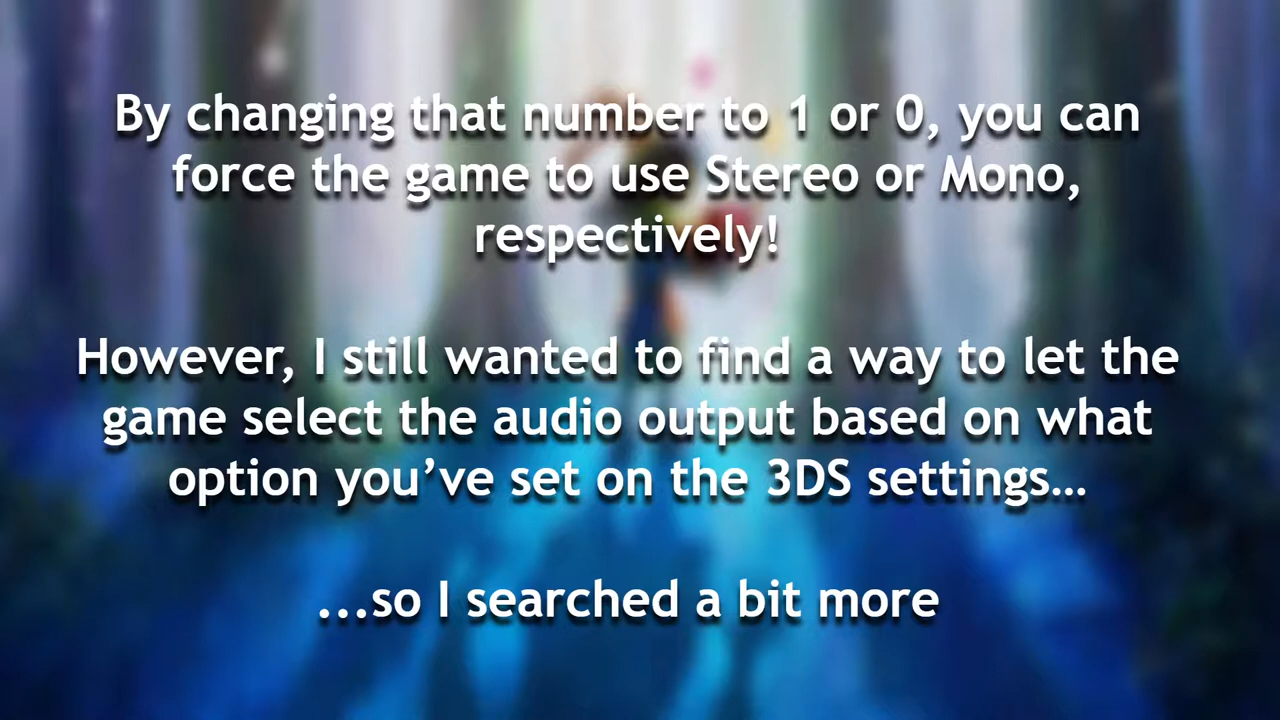 By changing that number to 1 or 0, you can
force the game to use Stereo or Mono,
respectively!
However, I still wanted to find a way to let the
game select the audio output based on what
option you’ve set on the 3DS settings…
...so I searched a bit more